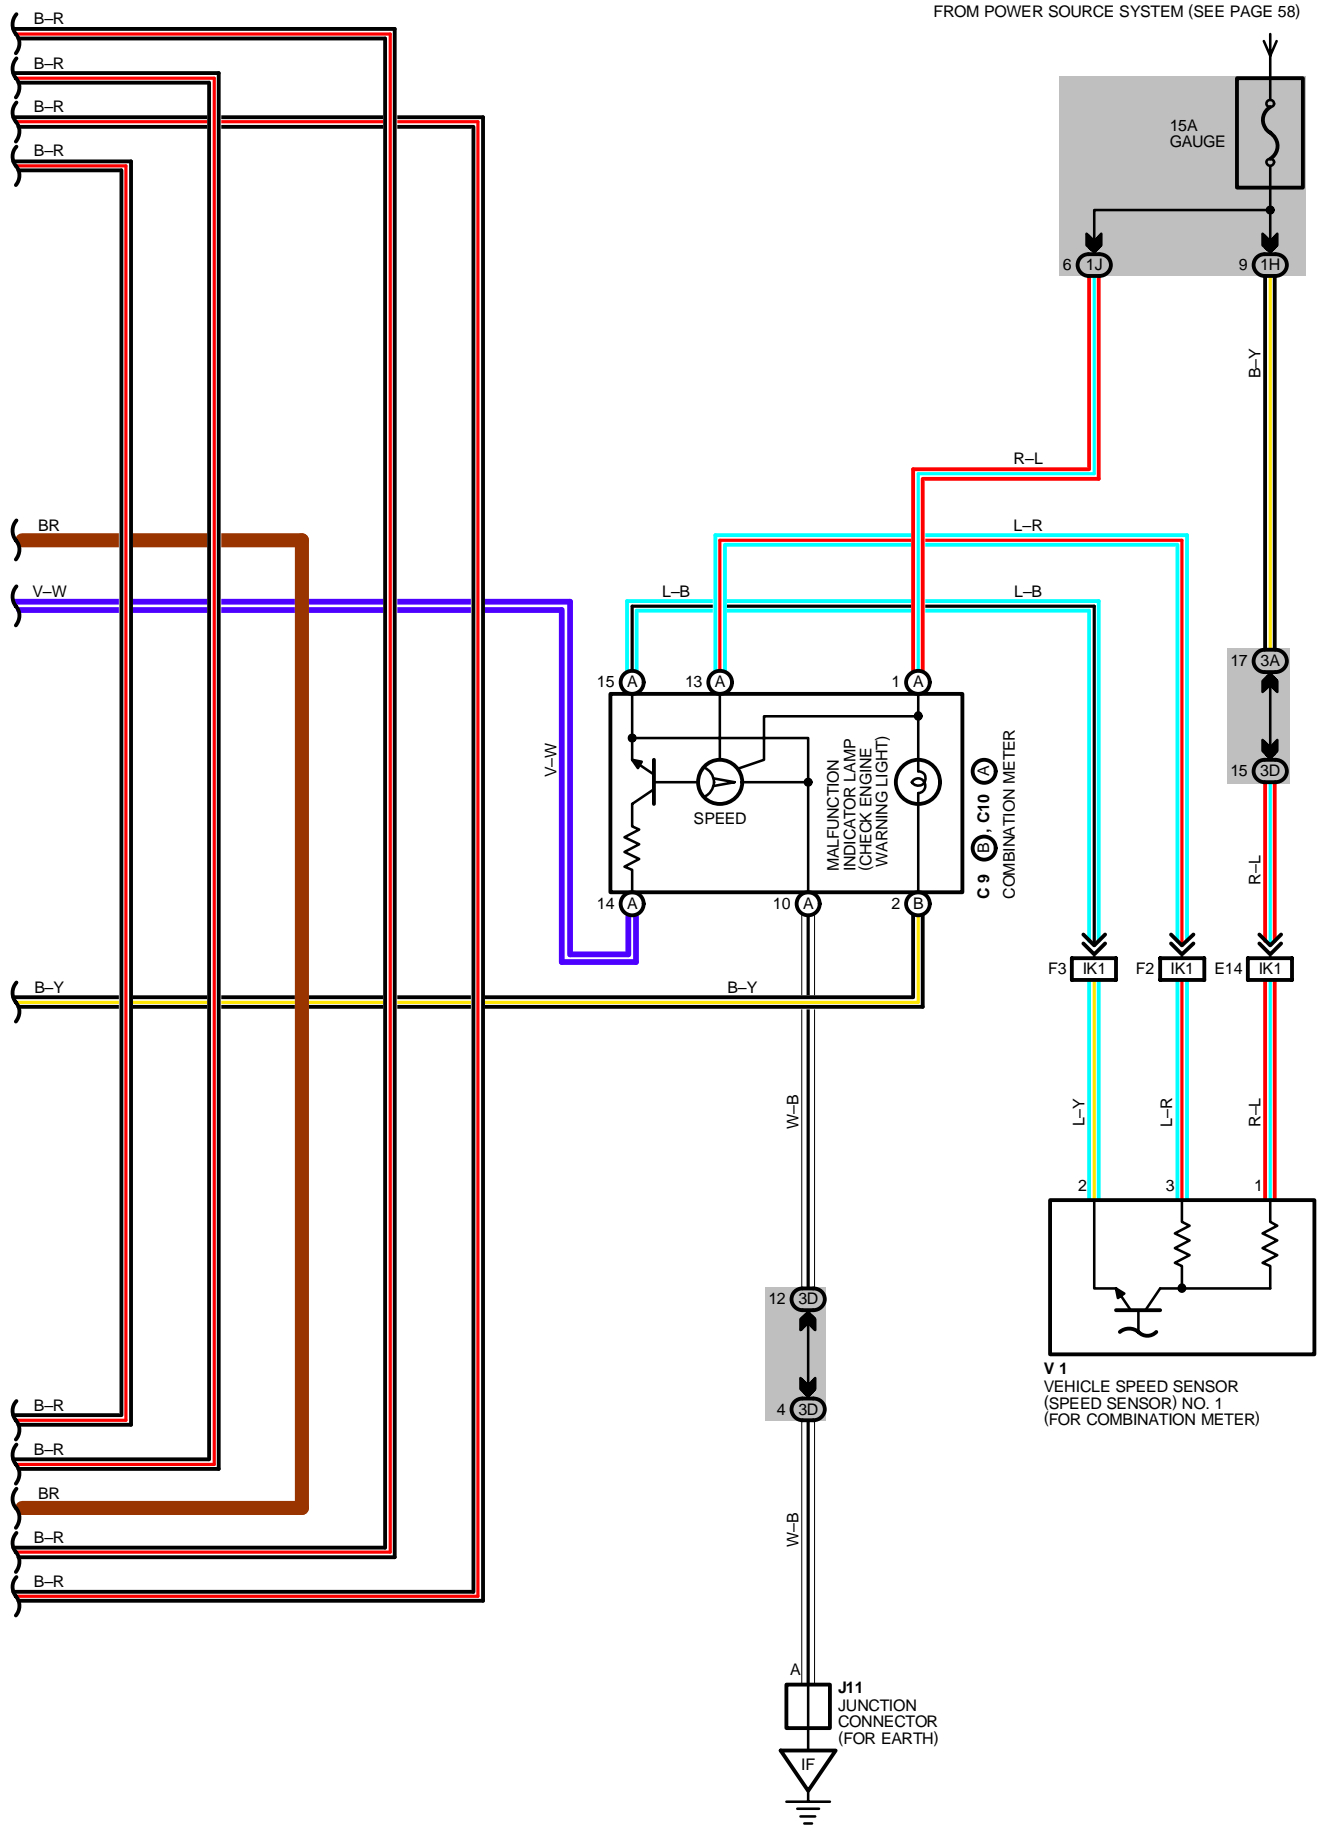 FROM POWER SOURCE SYSTEM (SEE PAGE 58)
B–R
B–R
B–R
B–R
15A
GAUGE
6 1J
9 1H
B–Y
R–L
BR
L–R
V–W
L–B
L–B
17 3A
15 3D
15 A
13 A
1 A
V–W
SPEED
MALFUNCTION
INDICATOR LAMP
(CHECK ENGINE
WARNING LIGHT)
C 9 B , C10 A
COMBINATION METER
R–L
14 A
10 A
2 B
F3 IK1
F2 IK1
E14 IK1
B–Y
B–Y
W–B
L–Y
L–R
R–L
2
3
1
12 3D
4 3D
V 1
VEHICLE SPEED SENSOR
(SPEED SENSOR) NO. 1
(FOR COMBINATION METER)
B–R
B–R
BR
B–R
B–R
W–B
A
J11
JUNCTION
CONNECTOR
(FOR EARTH)
IF